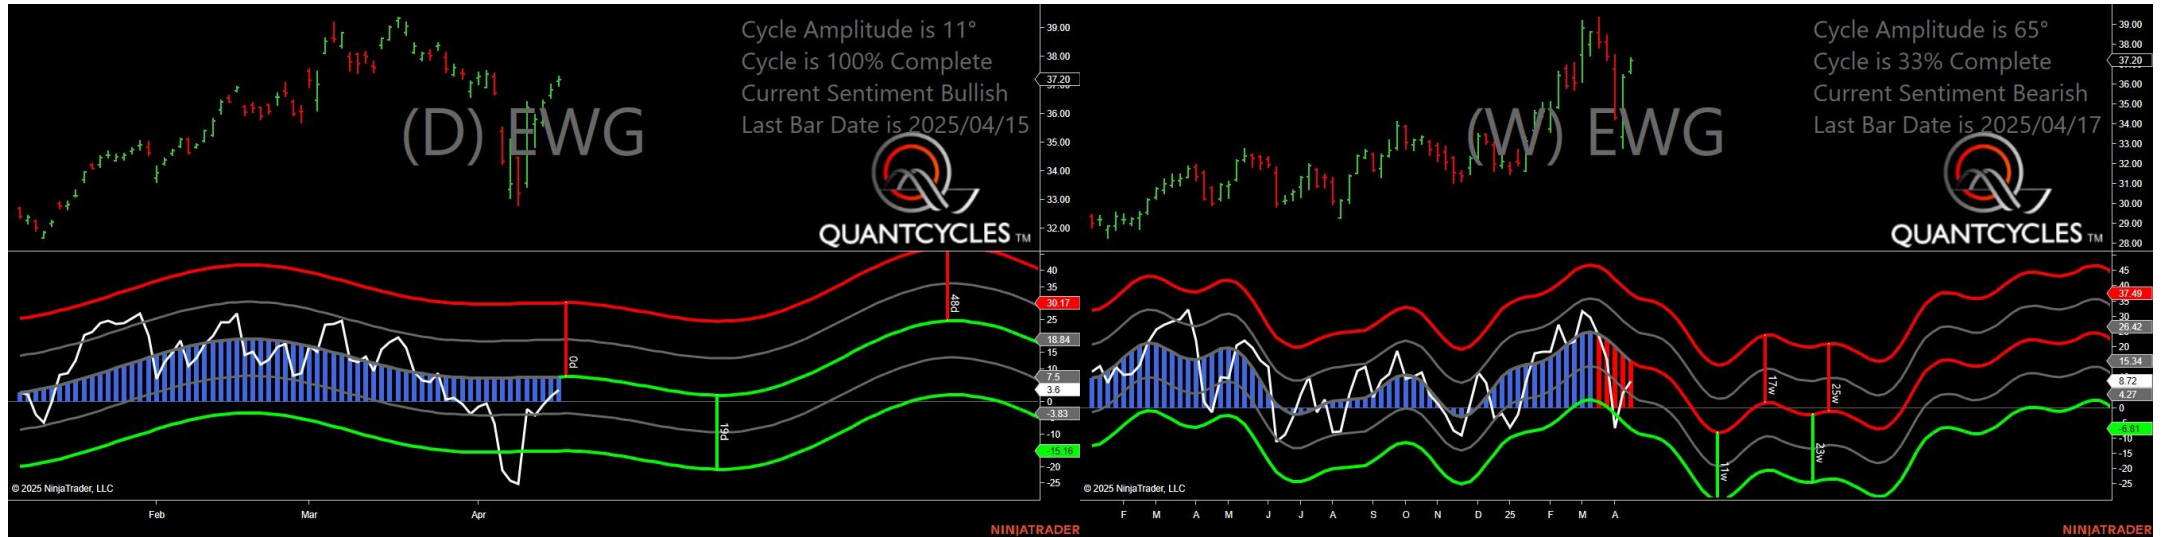 Cycle Amplitude is 11°
Cycle is 100% Complete
Current Sentiment Bullish
Last Bar Date is 2025/04/15
(D) EWG
QUANTCYCLES TM
39.00
38.00
37.20
36.00
35.00
34.00
33.00
32.00
40
35
30.17
25
18.84
15
10
7.5
3.6
0
-3.83
-10
-15.16
-20
-25
0d
19d
48d
© 2025 NinjaTrader, LLC
Feb Mar Apr
NINJATRADER
Cycle Amplitude is 65°
Cycle is 33% Complete
Current Sentiment Bearish
Last Bar Date is 2025/04/17
(W) EWG
QUANTCYCLES TM
39.00
38.00
37.20
36.00
35.00
34.00
33.00
32.00
31.00
30.00
29.00
28.00
45
40
37.49
35
30
26.42
20
15.34
8.72
4.27
0
-6.81
-10
-15
-20
-25
11w
17w
23w
25w
© 2025 NinjaTrader, LLC
F M A M J J A S O N D 25 F M A
NINJATRADER